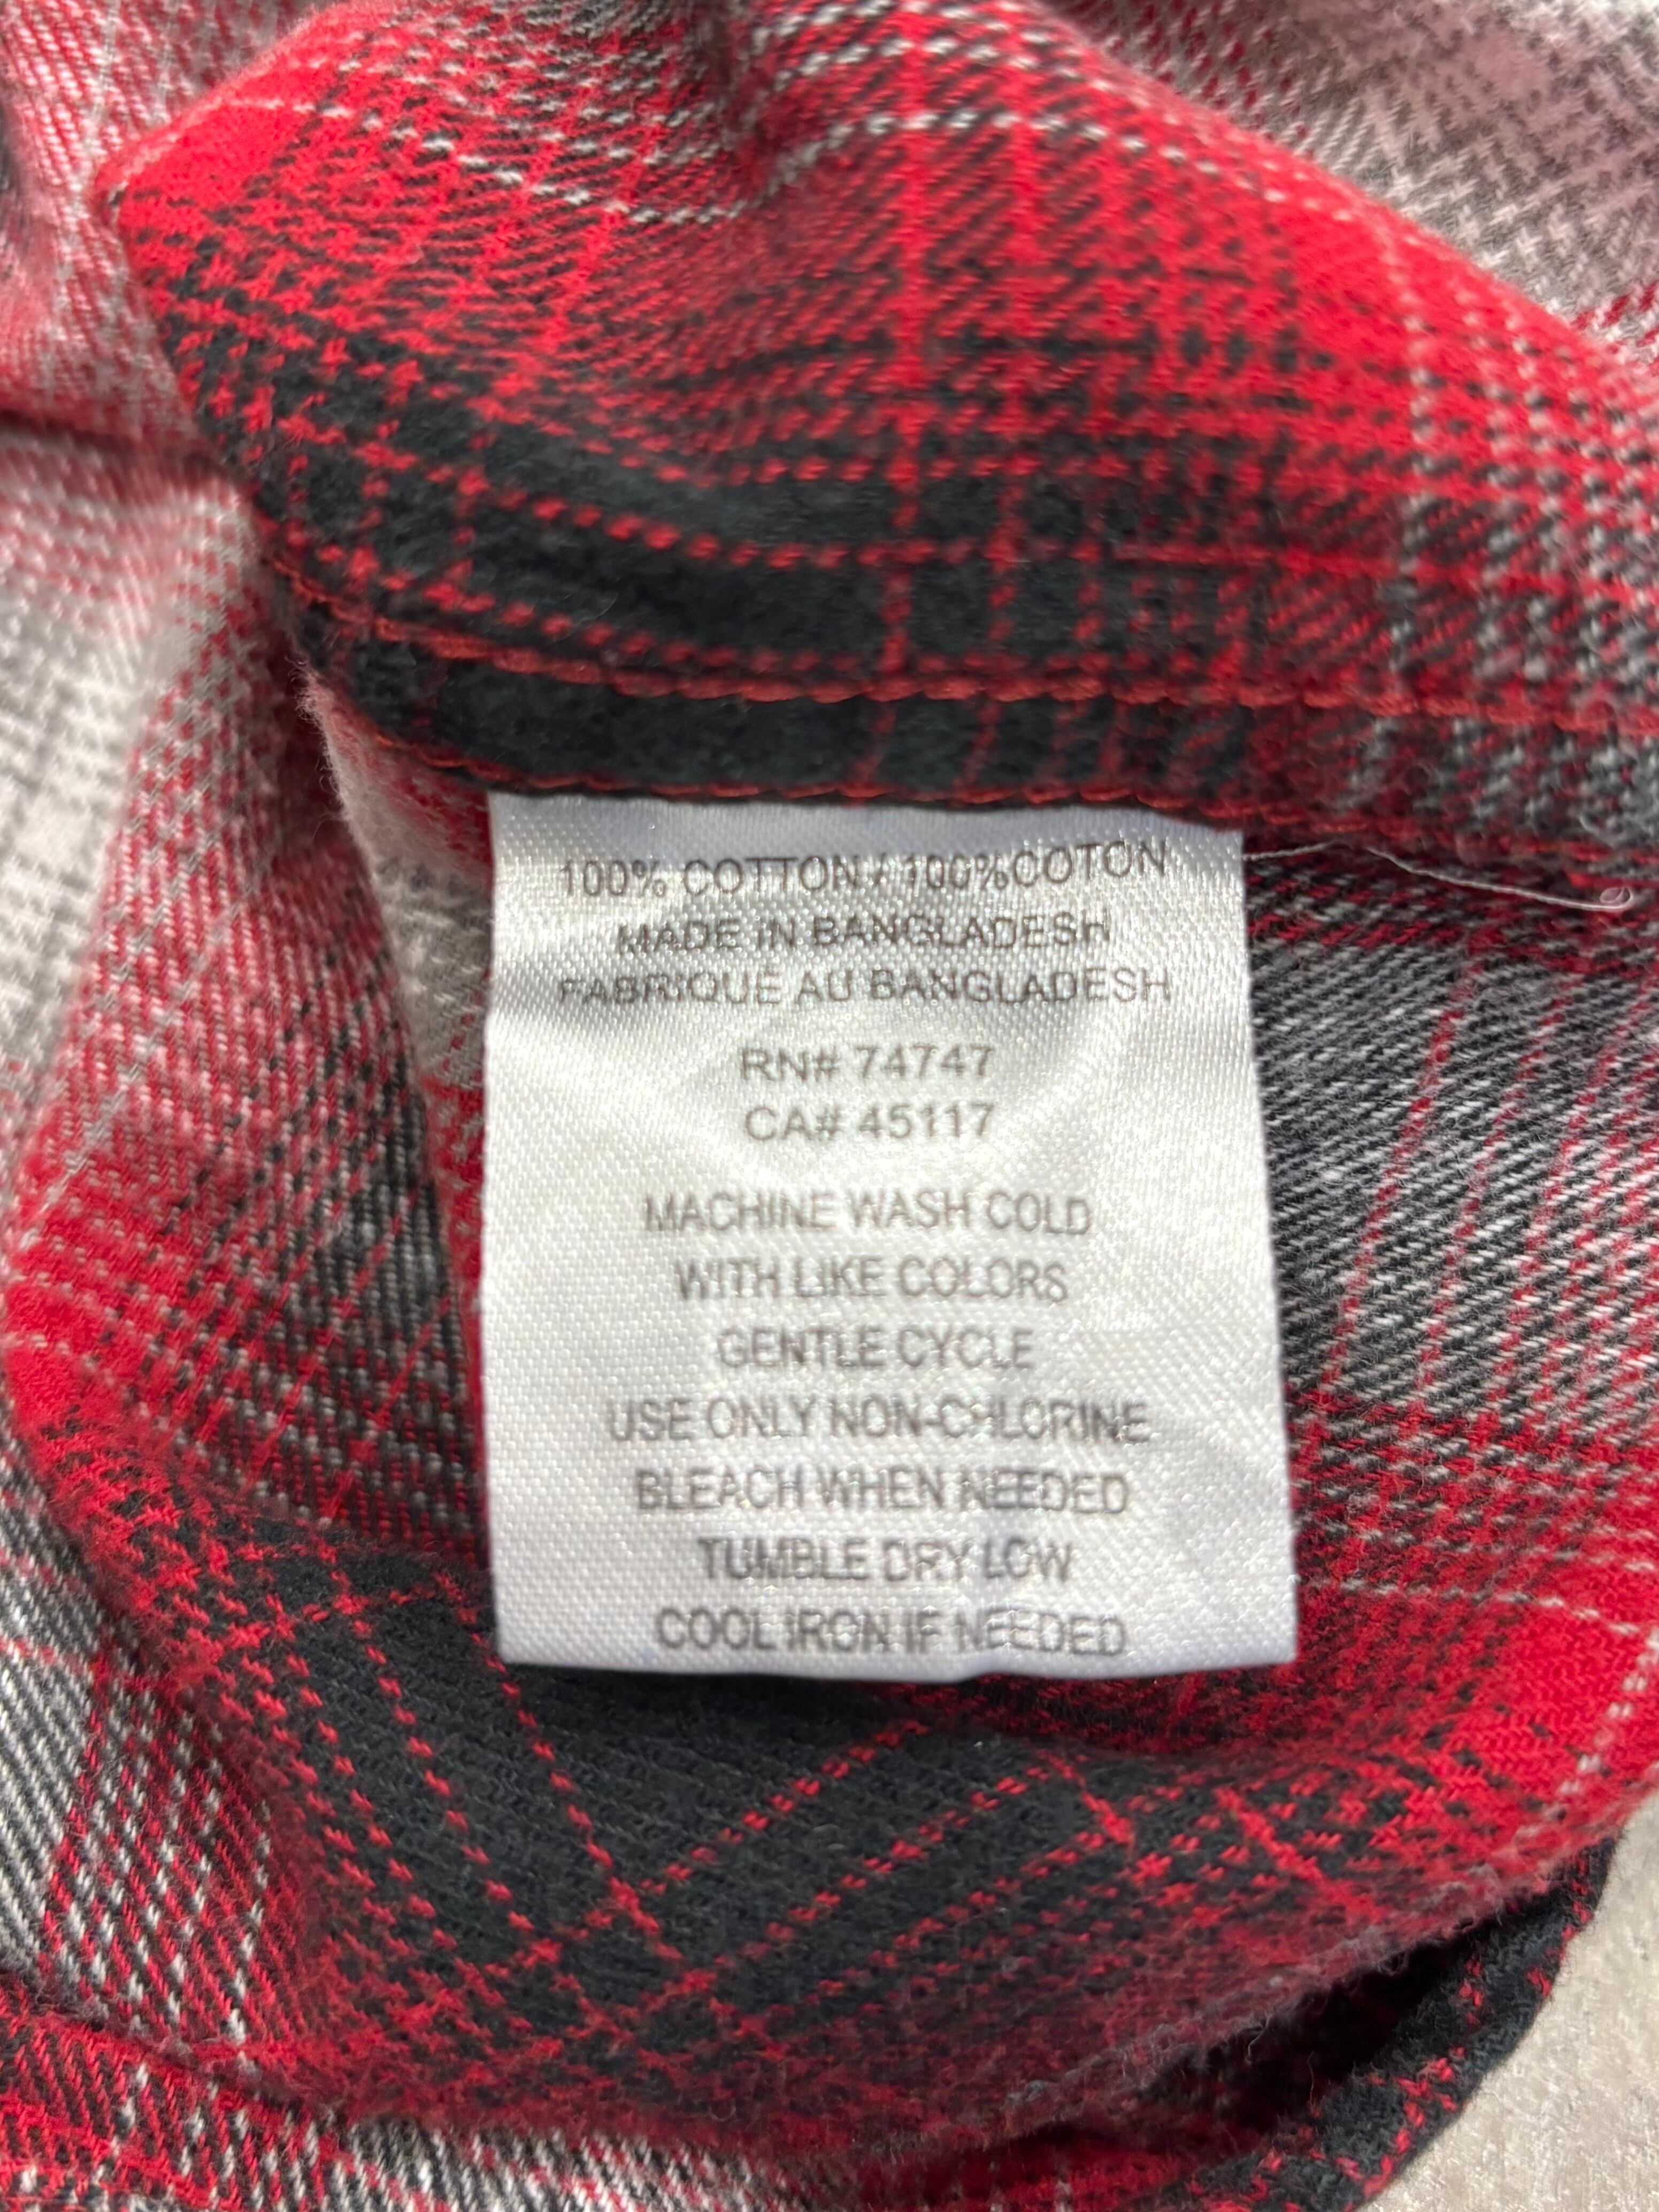 100% COTTON / 100%COTON
MADE IN BANGLADESH
FABRIQUE AU BANGLADESH
RN# 74747
CA# 45117
MACHINE WASH COLD
WITH LIKE COLORS
GENTLE CYCLE
USE ONLY NON-CHLORINE
BLEACH WHEN NEEDED
TUMBLE DRY LOW
COOL IRON IF NEEDED